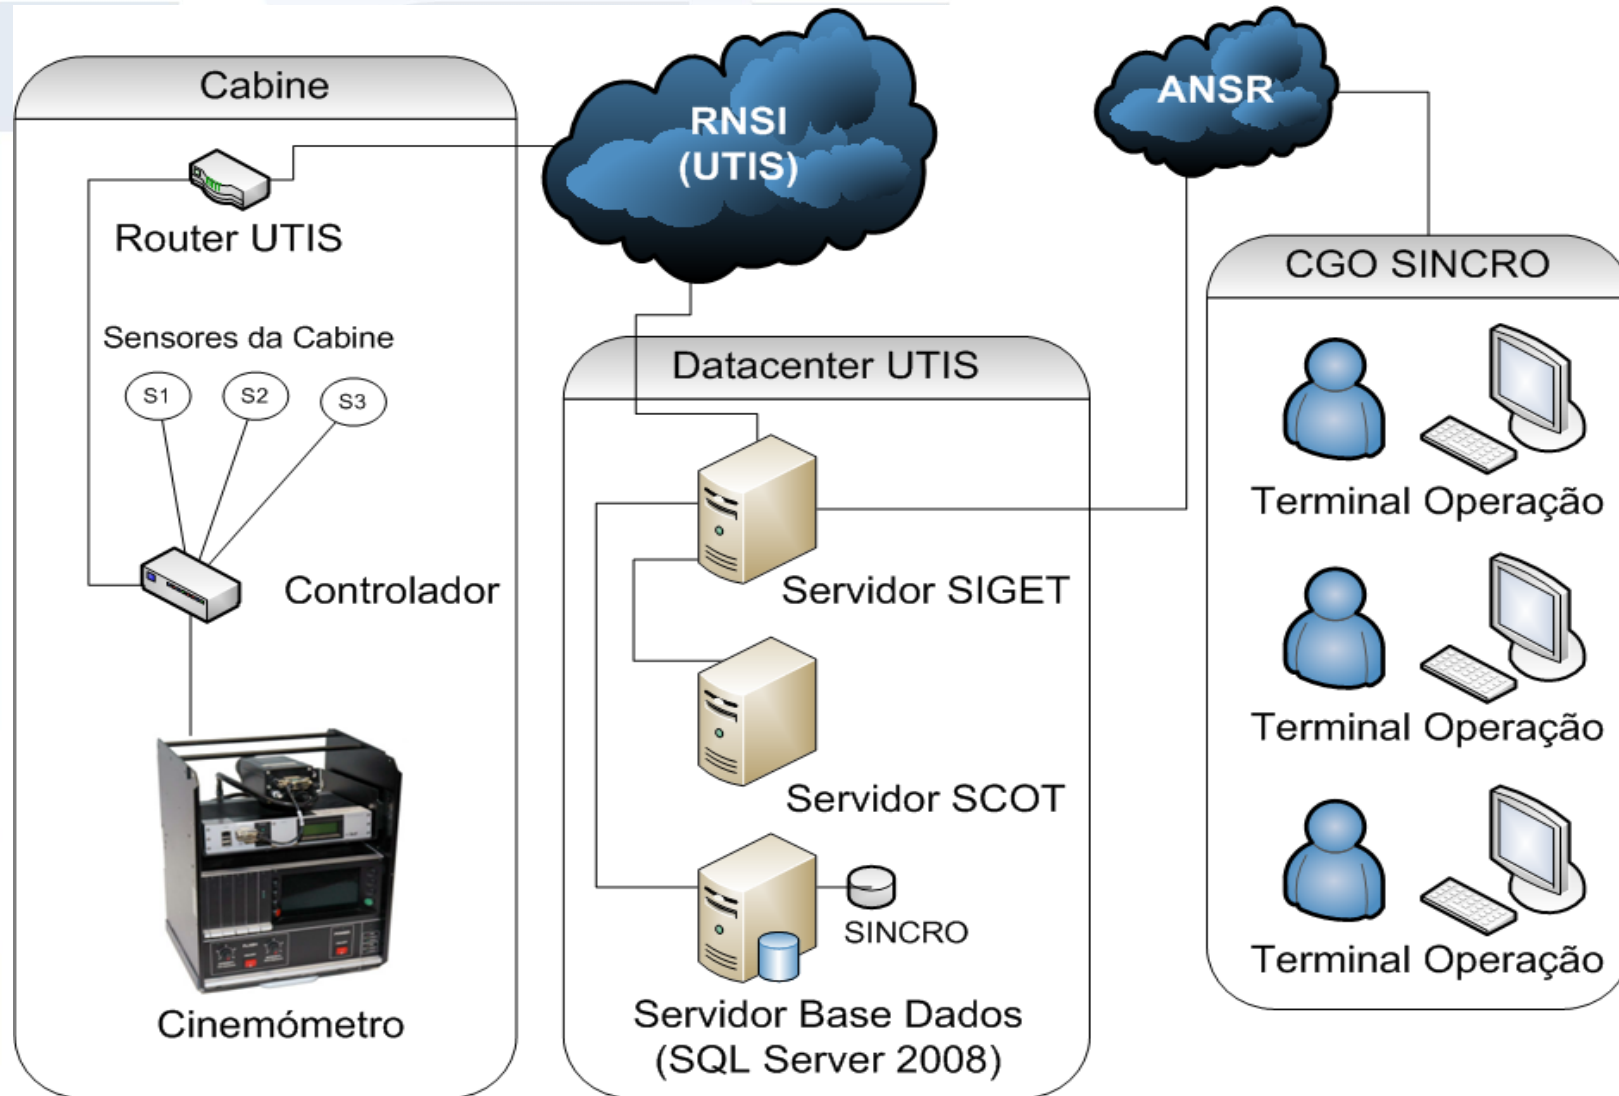 Cabine
Router UTIS
Sensores da Cabine
S1
S2
S3
Controlador
Cinemómetro
RNSI
(UTIS)
Datacenter UTIS
Servidor SIGET
Servidor SCOT
SINCRO
Servidor Base Dados
(SQL Server 2008)
ANSR
CGO SINCRO
Terminal Operação
Terminal Operação
Terminal Operação